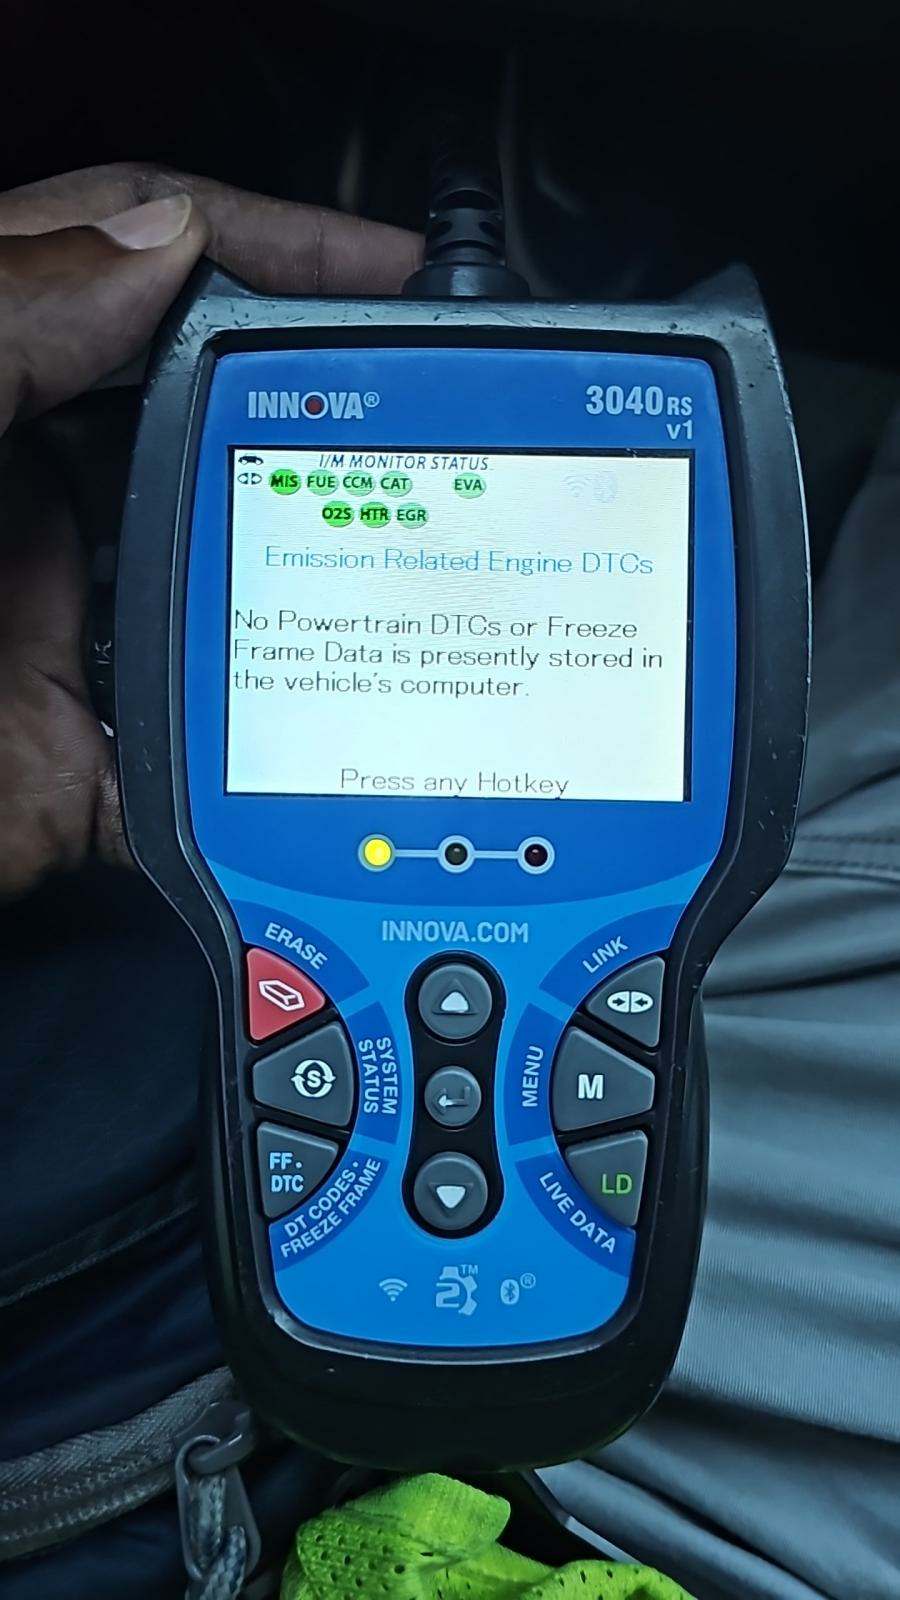 INNOVA®
3040RS
v1
I/M MONITOR STATUS
MIS FUE CCM CAT EVA
O2S HTR EGR
Emission Related Engine DTCs
No Powertrain DTCs or Freeze
Frame Data is presently stored in
the vehicle's computer.
Press any Hotkey
INNOVA.COM
ERASE
LINK
S
SYSTEM
STATUS
MENU
M
FF.
DTC
DT CODES •
FREEZE FRAME
LIVE DATA
LD
2™
®